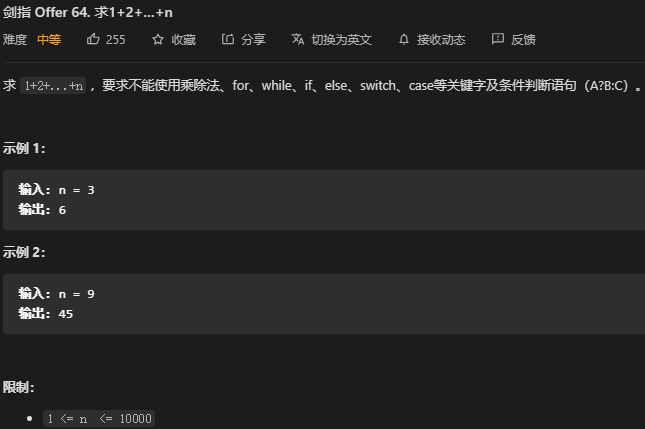 剑指 Offer 64. 求1+2+…+n
难度 中等 255 收藏 分享 切换为英文 接收动态 反馈
求 1+2+...+n ，要求不能使用乘除法、for、while、if、else、switch、case等关键字及条件判断语句（A?B:C）。
示例 1：
输入: n = 3
输出: 6
示例 2：
输入: n = 9
输出: 45
限制：
1 <= n <= 10000